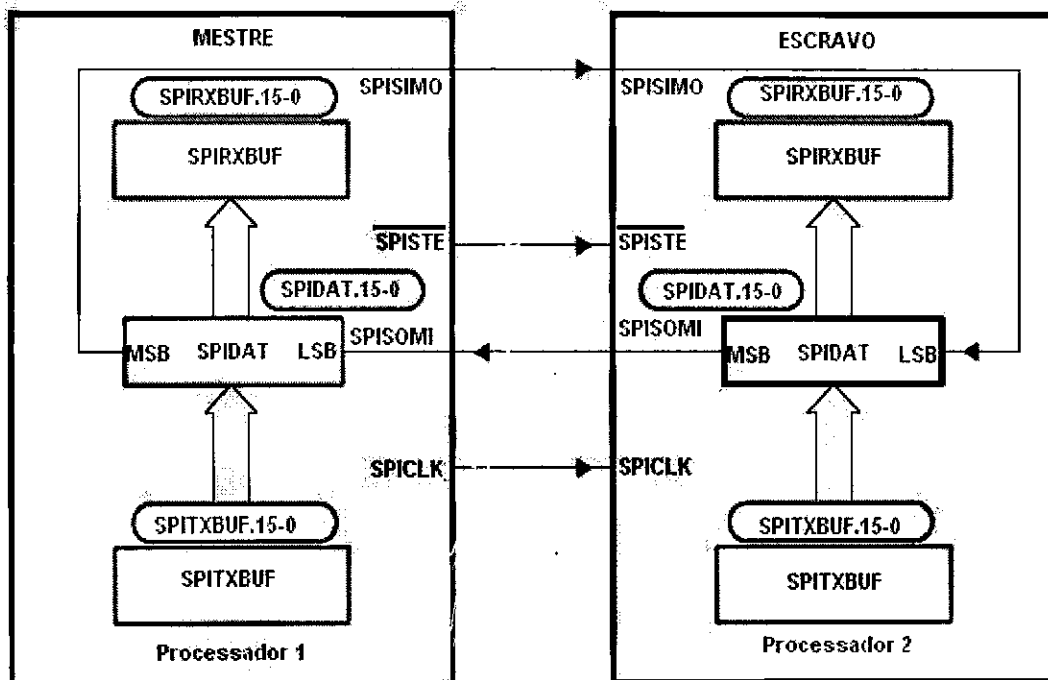 MESTRE
SPIRXBUF.15-0
SPISIMO
SPIRXBUF
SPISTE
SPIDAT.15-0
SPISOMI
MSB SPIDAT LSB
SPICLK
SPITXBUF.15-0
SPITXBUF
Processador 1
ESCRAVO
SPISIMO
SPIRXBUF.15-0
SPIRXBUF
SPISTE
SPIDAT.15-0
SPISOMI
MSB SPIDAT LSB
SPICLK
SPITXBUF.15-0
SPITXBUF
Processador 2